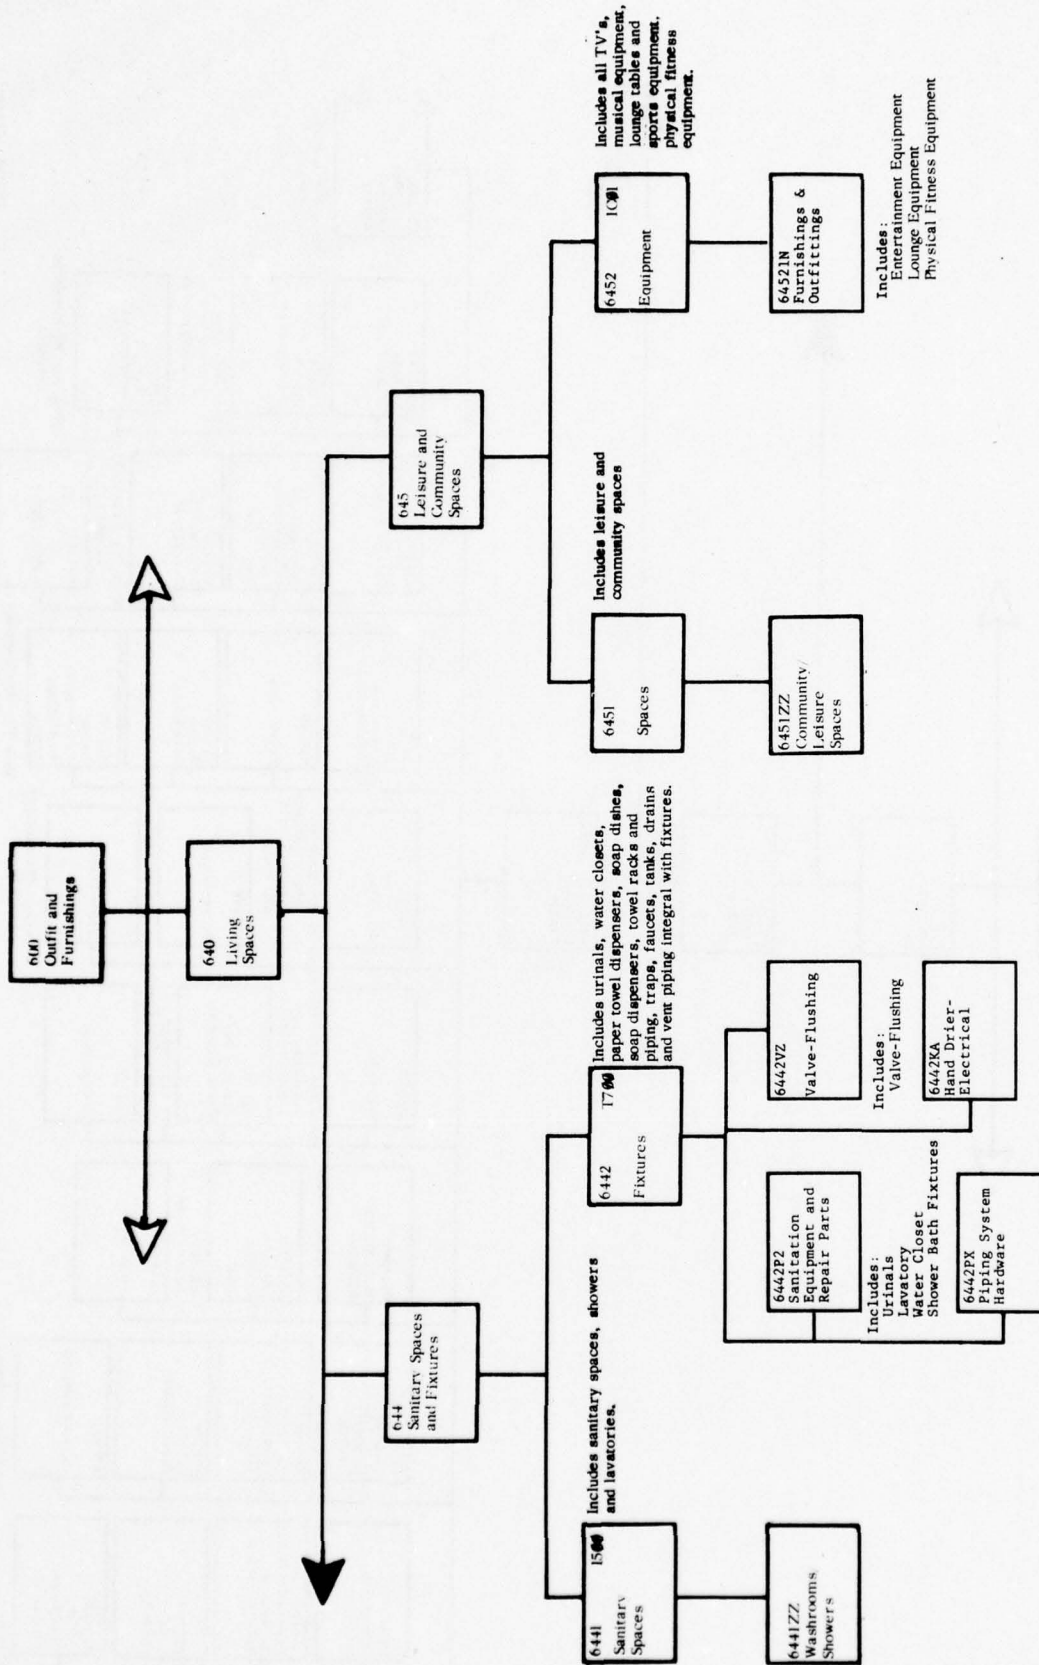 600
Outfit and
Furnishings
640
Living
Spaces
644
Sanitary Spaces
and Fixtures
645
Leisure and
Community
Spaces
6441 1500
Sanitary
Spaces
Includes sanitary spaces, showers
and lavatories.
6442 1700
Fixtures
Includes urinals, water closets,
paper towel dispensers, soap dishes,
soap dispensers, towel racks and
piping, traps, faucets, tanks, drains
and vent piping integral with fixtures.
6451
Spaces
Includes leisure and
community spaces
6452
Equipment
Includes all TV's,
musical equipment,
lounge tables and
sports equipment.
physical fitness
equipment.
6441ZZ
Washrooms
Showers
6442P2
Sanitation
Equipment and
Repair Parts
Includes:
Urinals
Lavatory
Water Closet
Shower Bath Fixtures
6442PX
Piping System
Hardware
6442VZ
Valve-Flushing
Includes:
Valve-Flushing
6442KA
Hand Drier-
Electrical
6451ZZ
Community/
Leisure
Spaces
64521N
Furnishings &
Outfittings
Includes:
Entertainment Equipment
Lounge Equipment
Physical Fitness Equipment